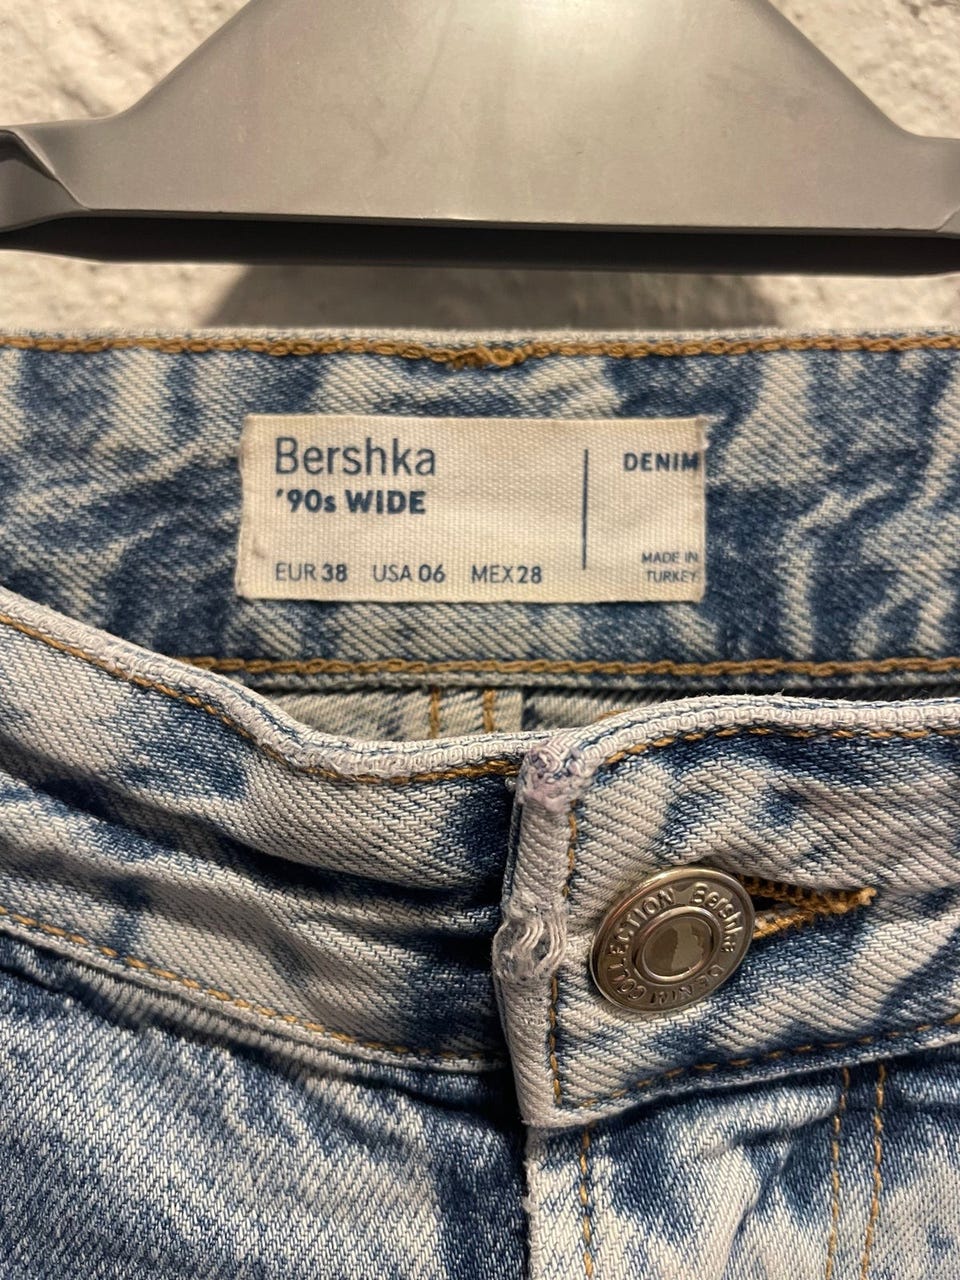 Bershka
'90s WIDE
EUR 38 USA 06 MEX 28
DENIM
MADE IN
TURKEY
Bershka DENIM COLLECTION